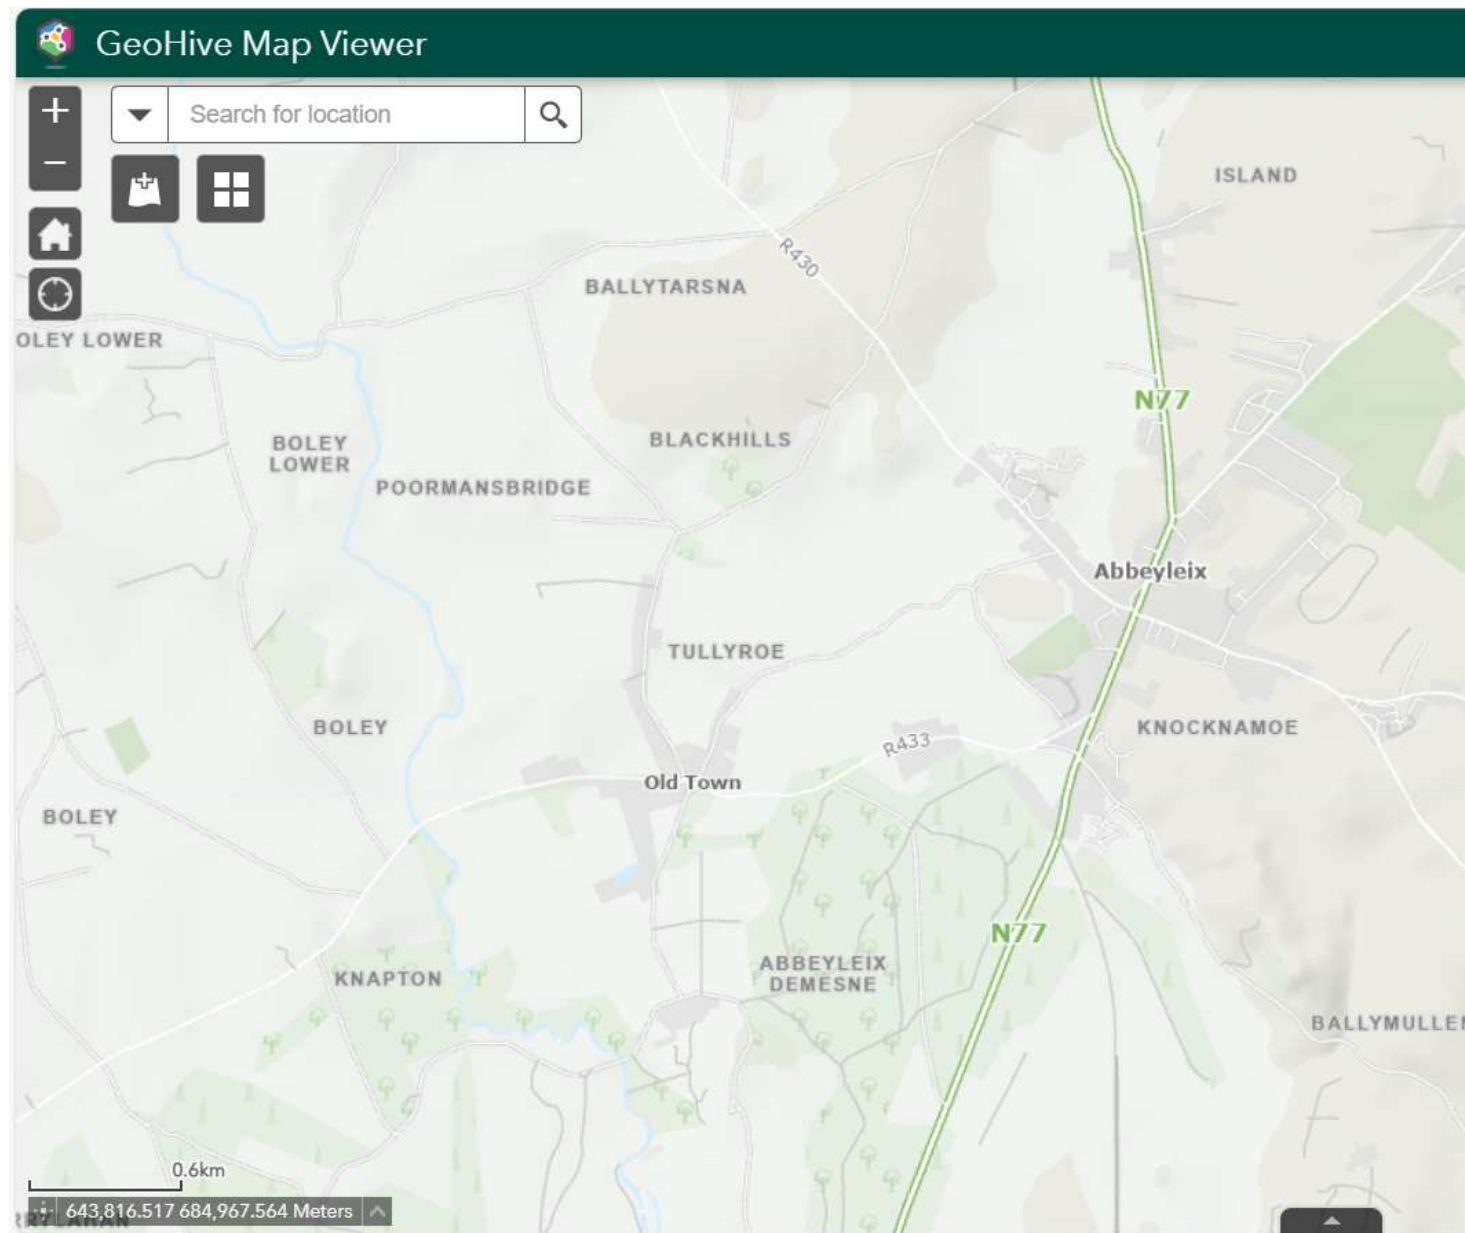 GeoHive Map Viewer
+
Search for location
−
ISLAND
R430
BALLYTARSNA
OLEY LOWER
N77
BLACKHILLS
BOLEY
LOWER
POORMANSBRIDGE
Abbeyleix
TULLYROE
BOLEY
KNOCKNAMOE
R433
Old Town
BOLEY
N77
ABBEYLEIX
DEMESNE
KNAPTON
BALLYMULLEN
0.6km
643,816.517 684,967.564 Meters